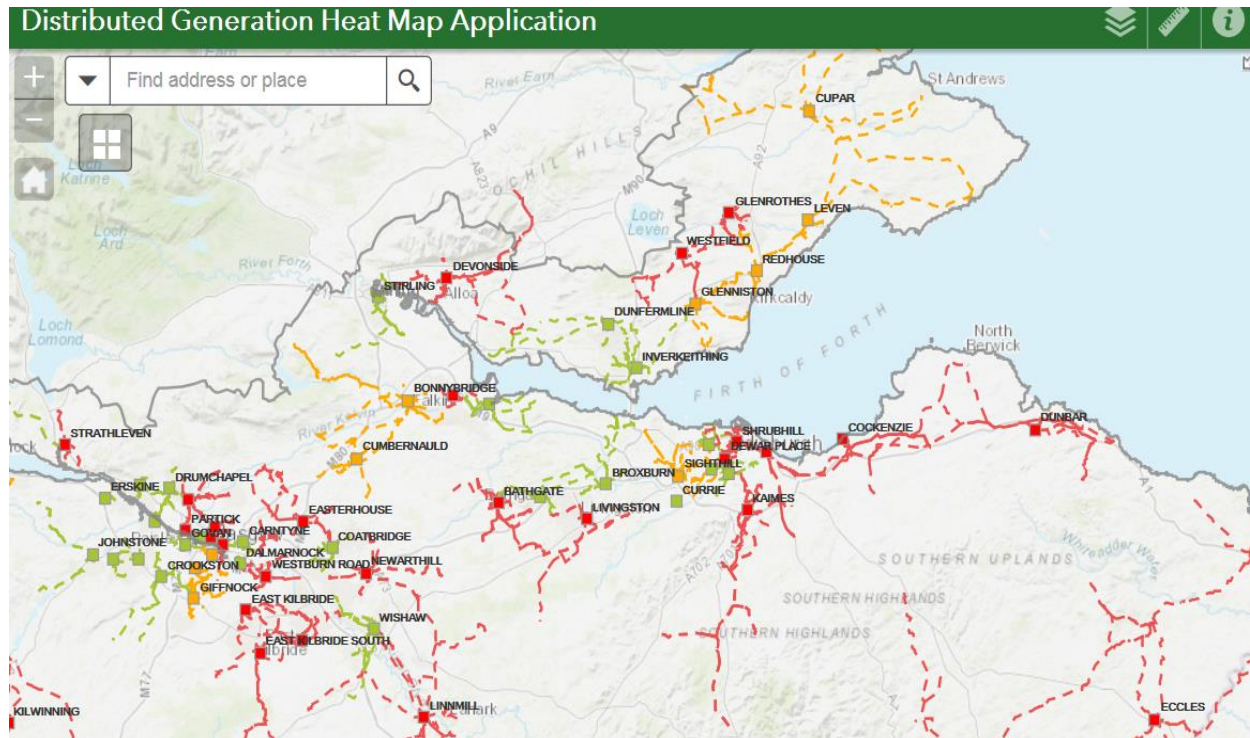 Distributed Generation Heat Map Application
Find address or place
River Earn
St Andrews
CUPAR
A9
A823
OCHIL HILLS
M90
A92
Loch
Katrine
Loch
Leven
GLENROTHES
LEVEN
Loch
Ard
WESTFIELD
River Forth
REDHOUSE
DEVONSIDE
STIRLING
Alloa
GLENNISTON
Kirkcaldy
DUNFERMLINE
Loch
Lomond
North
Berwick
INVERKEITHING
FIRTH OF FORTH
BONNYBRIDGE
River Kelvin
STRATHLEVEN
SHRUBHILL
COCKENZIE
DUNBAR
CUMBERNAULD
M80
DEWAR PLACE
BROXBURN
SIGHTHILL
DRUMCHAPEL
ERSKINE
BATHGATE
CURRIE
A1
LIVINGSTON
KAIMES
EASTERHOUSE
PARTICK
GOVAN
CARNTYNE
JOHNSTONE
COATBRIDGE
DALMARNOCK
CROOKSTON
WESTBURN ROAD
NEWARTHILL
A702
SOUTHERN UPLANDS
Whiteadder Water
GIFFNOCK
EAST KILBRIDE
SOUTHERN HIGHLANDS
WISHAW
EAST KILBRIDE SOUTH
SOUTHERN HIGHLANDS
M77
KILWINNING
LINNMILL
ECCLES